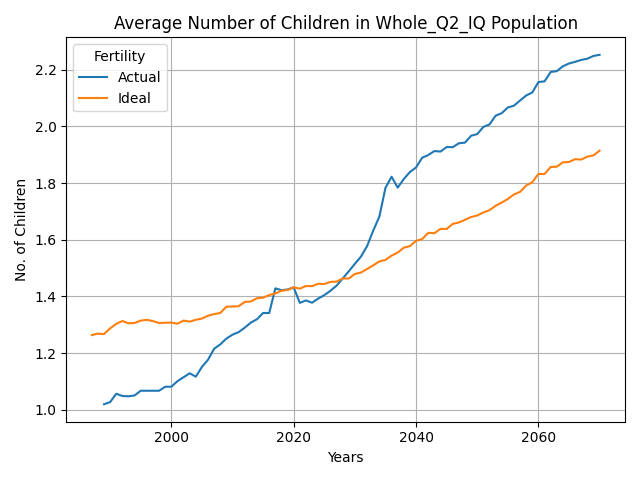 Average Number of Children in Whole_Q2_IQ Population
Fertility
Actual
Ideal
2.2
2.0
1.8
1.6
1.4
1.2
1.0
No. of Children
2000
2020
2040
2060
Years